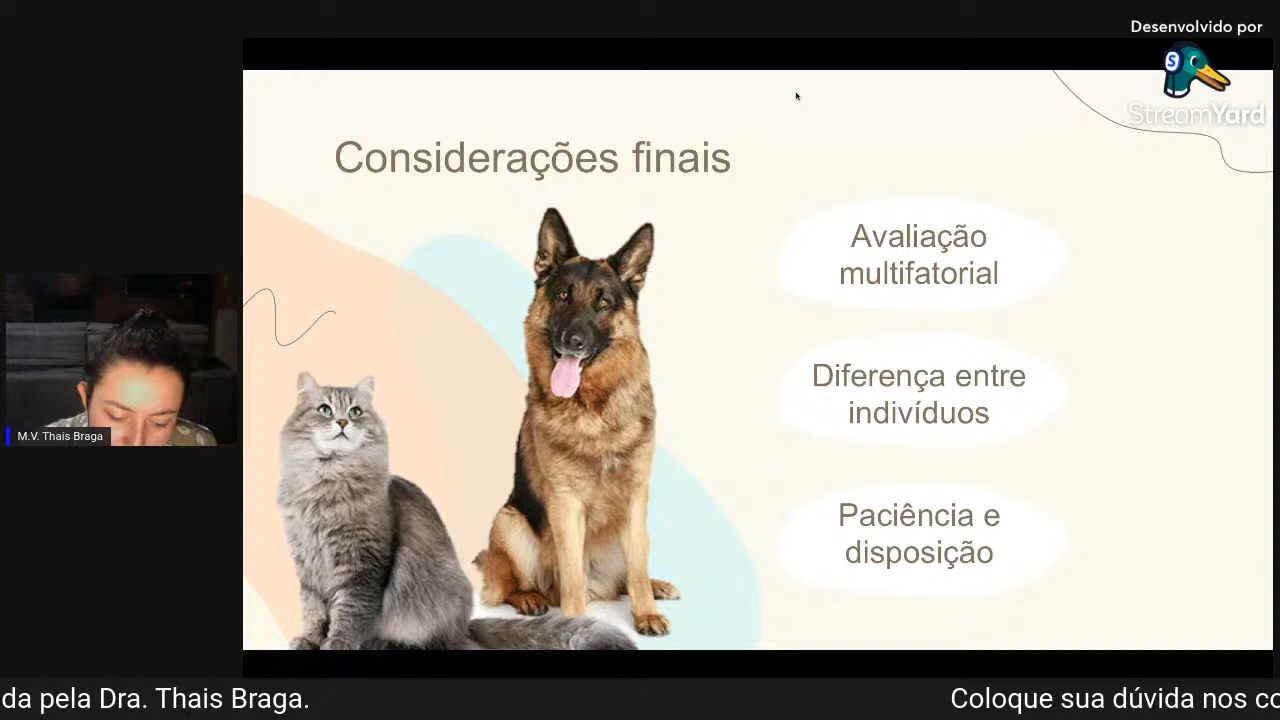 Desenvolvido por
StreamYard
Considerações finais
Avaliação
multifatorial
Diferença entre
indivíduos
Paciência e
disposição
M.V. Thais Braga
da pela Dra. Thais Braga.
Coloque sua dúvida nos co